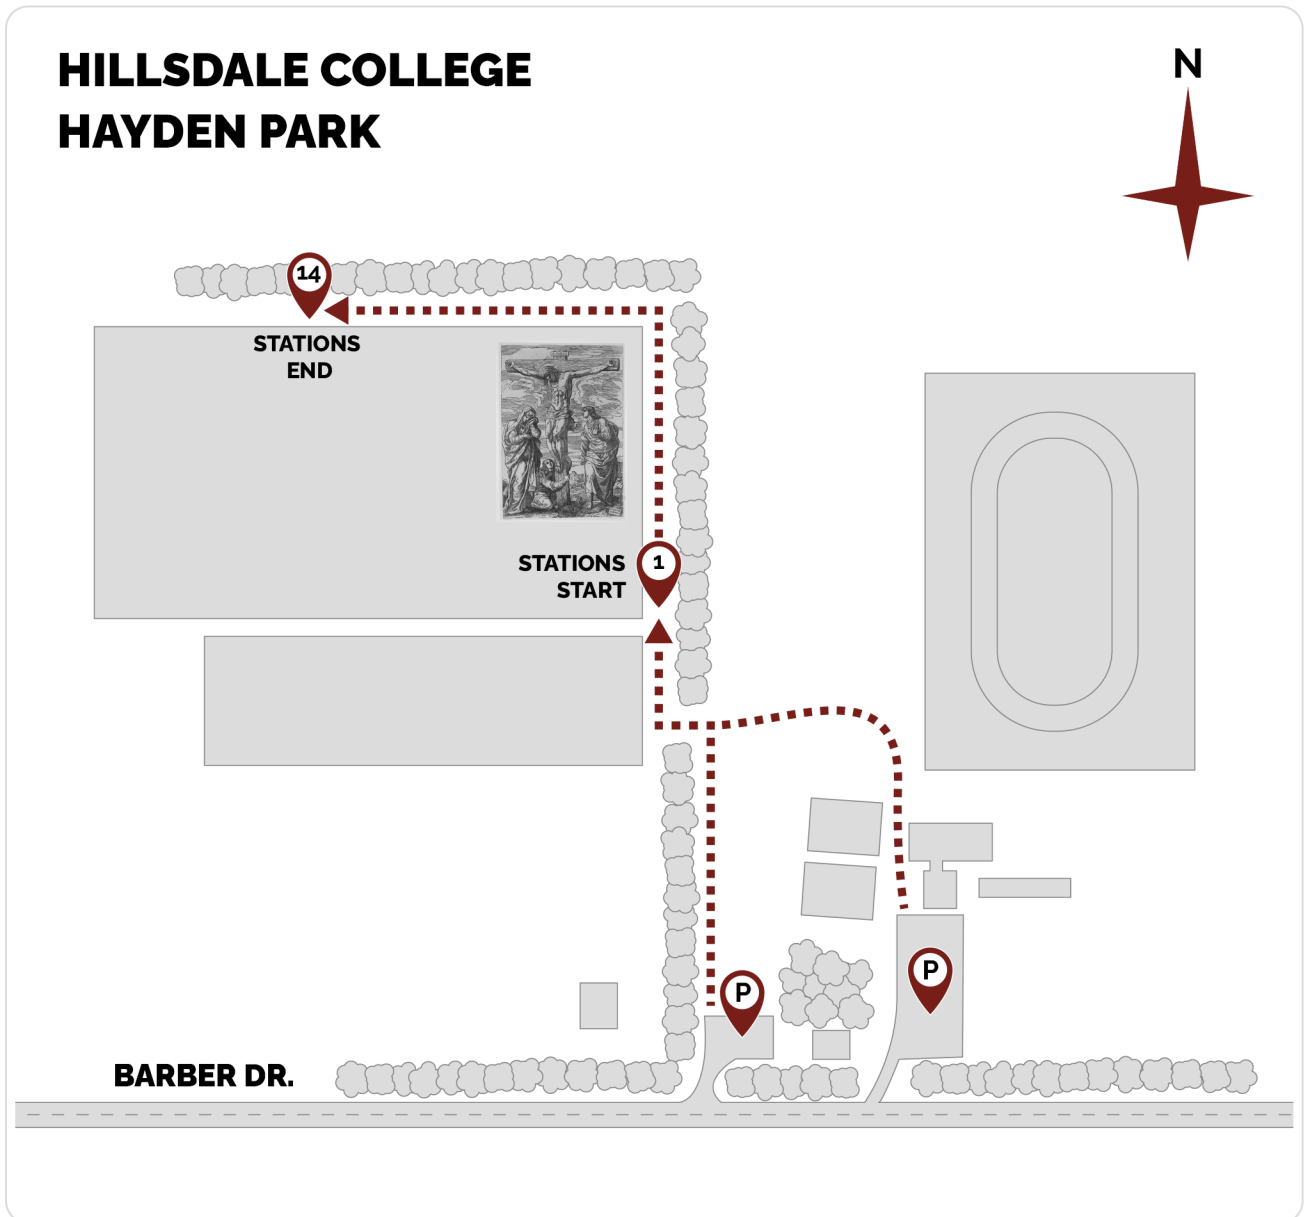 HILLSDALE COLLEGE
HAYDEN PARK
N
14
STATIONS
END
STATIONS
START
1
P
P
BARBER DR.